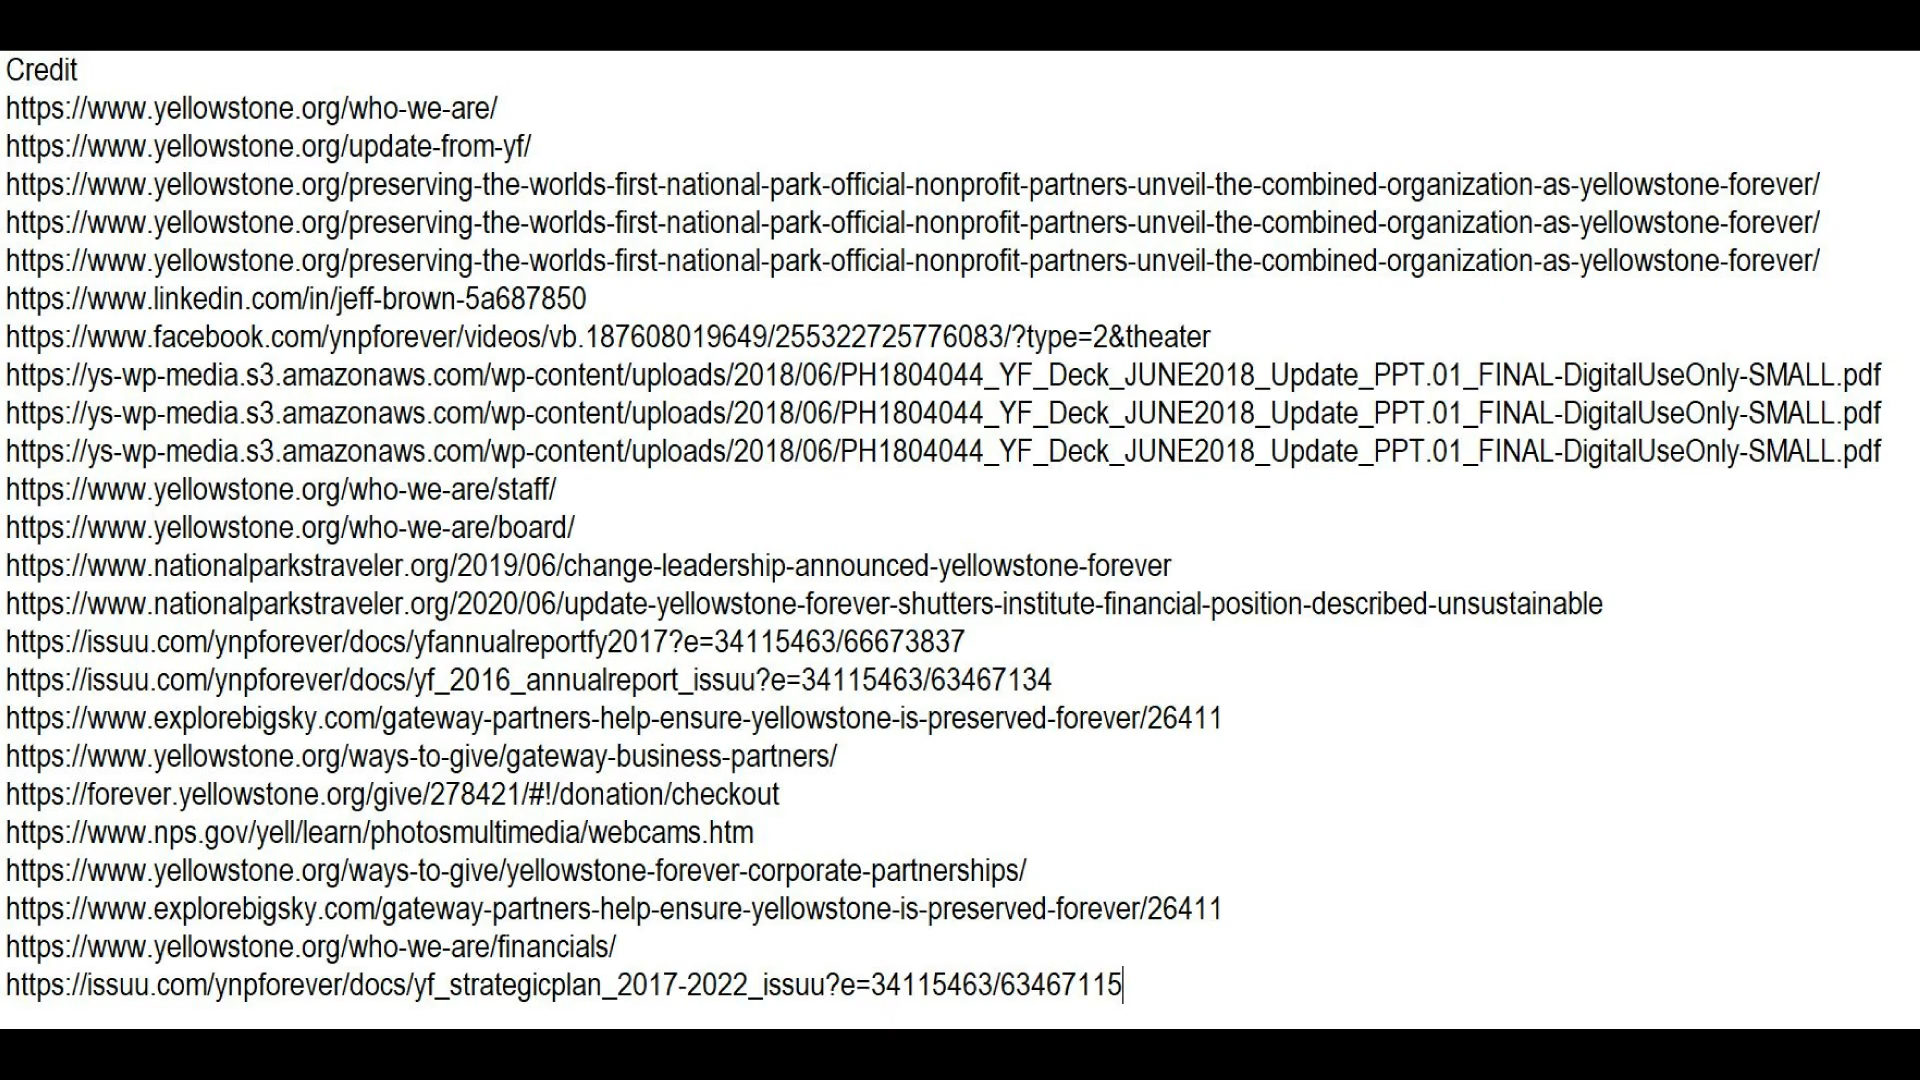 Credit
https://www.yellowstone.org/who-we-are/
https://www.yellowstone.org/update-from-yf/
https://www.yellowstone.org/preserving-the-worlds-first-national-park-official-nonprofit-partners-unveil-the-combined-organization-as-yellowstone-forever/
https://www.yellowstone.org/preserving-the-worlds-first-national-park-official-nonprofit-partners-unveil-the-combined-organization-as-yellowstone-forever/
https://www.yellowstone.org/preserving-the-worlds-first-national-park-official-nonprofit-partners-unveil-the-combined-organization-as-yellowstone-forever/
https://www.linkedin.com/in/jeff-brown-5a687850
https://www.facebook.com/ynpforever/videos/vb.187608019649/255322725776083/?type=2&theater
https://ys-wp-media.s3.amazonaws.com/wp-content/uploads/2018/06/PH1804044_YF_Deck_JUNE2018_Update_PPT.01_FINAL-DigitalUseOnly-SMALL.pdf
https://ys-wp-media.s3.amazonaws.com/wp-content/uploads/2018/06/PH1804044_YF_Deck_JUNE2018_Update_PPT.01_FINAL-DigitalUseOnly-SMALL.pdf
https://ys-wp-media.s3.amazonaws.com/wp-content/uploads/2018/06/PH1804044_YF_Deck_JUNE2018_Update_PPT.01_FINAL-DigitalUseOnly-SMALL.pdf
https://www.yellowstone.org/who-we-are/staff/
https://www.yellowstone.org/who-we-are/board/
https://www.nationalparkstraveler.org/2019/06/change-leadership-announced-yellowstone-forever
https://www.nationalparkstraveler.org/2020/06/update-yellowstone-forever-shutters-institute-financial-position-described-unsustainable
https://issuu.com/ynpforever/docs/yfannualreportfy2017?e=34115463/66673837
https://issuu.com/ynpforever/docs/yf_2016_annualreport_issuu?e=34115463/63467134
https://www.explorebigsky.com/gateway-partners-help-ensure-yellowstone-is-preserved-forever/26411
https://www.yellowstone.org/ways-to-give/gateway-business-partners/
https://forever.yellowstone.org/give/278421/#!/donation/checkout
https://www.nps.gov/yell/learn/photosmultimedia/webcams.htm
https://www.yellowstone.org/ways-to-give/yellowstone-forever-corporate-partnerships/
https://www.explorebigsky.com/gateway-partners-help-ensure-yellowstone-is-preserved-forever/26411
https://www.yellowstone.org/who-we-are/financials/
https://issuu.com/ynpforever/docs/yf_strategicplan_2017-2022_issuu?e=34115463/63467115